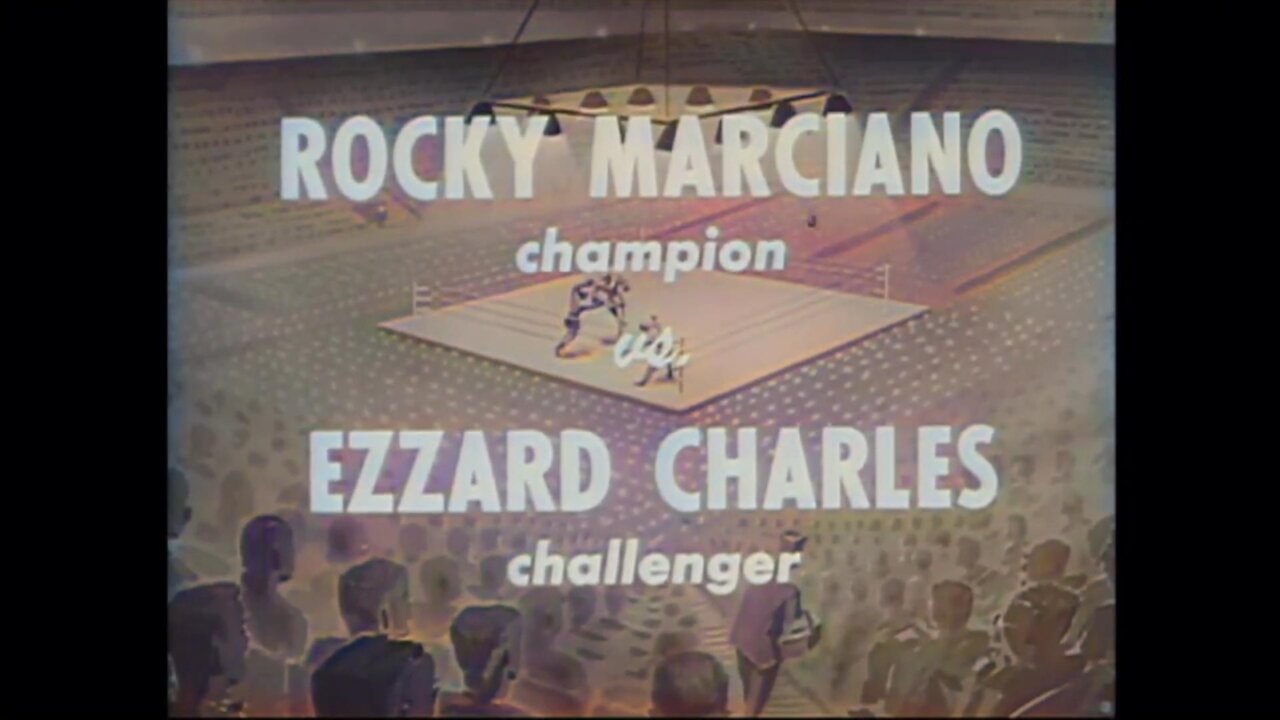 ROCKY MARCIANO
champion
vs.
EZZARD CHARLES
challenger